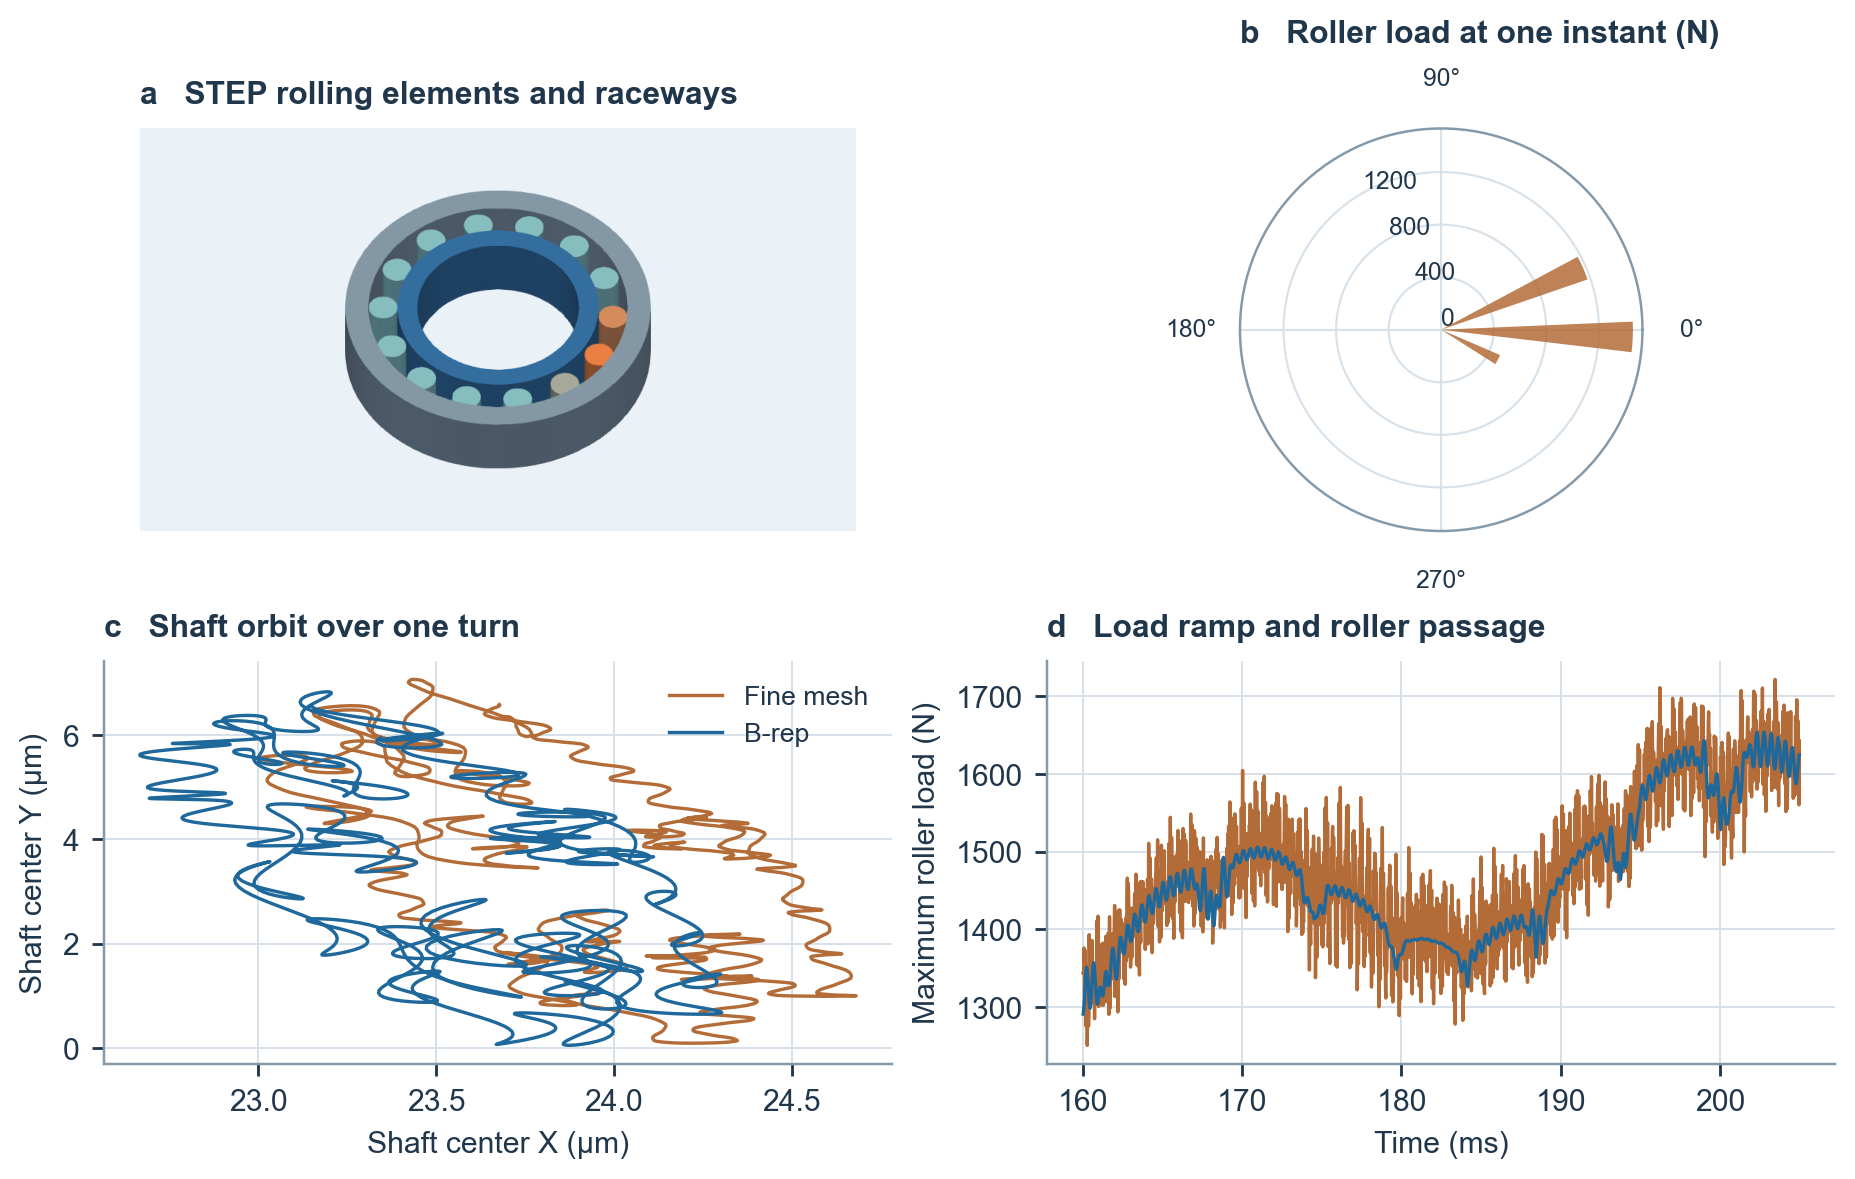 a STEP rolling elements and raceways
b Roller load at one instant (N)
90°
1200
800
400
0
180°
0°
270°
c Shaft orbit over one turn
Fine mesh
B-rep
Shaft center Y (μm)
6
4
2
0
23.0 23.5 24.0 24.5
Shaft center X (μm)
d Load ramp and roller passage
Maximum roller load (N)
1700
1600
1500
1400
1300
160 170 180 190 200
Time (ms)